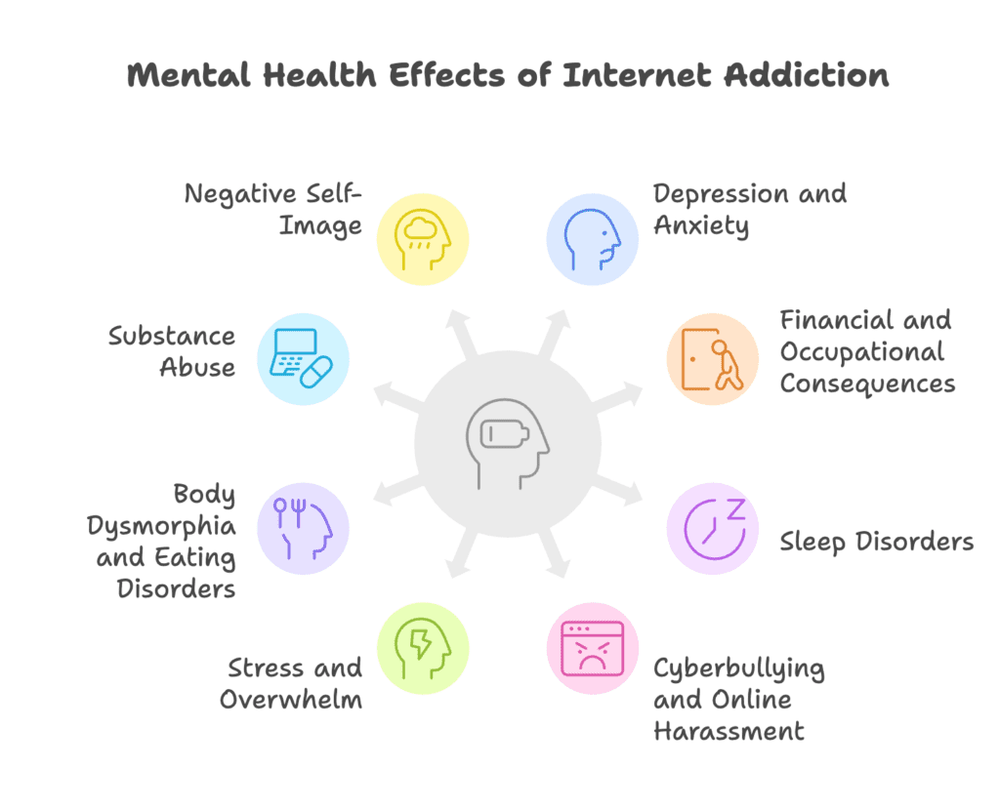 Mental Health Effects of Internet Addiction
Negative Self-
Image
Depression and
Anxiety
Substance
Abuse
Financial and
Occupational
Consequences
Body
Dysmorphia
and Eating
Disorders
Sleep Disorders
Stress and
Overwhelm
Cyberbullying
and Online
Harassment